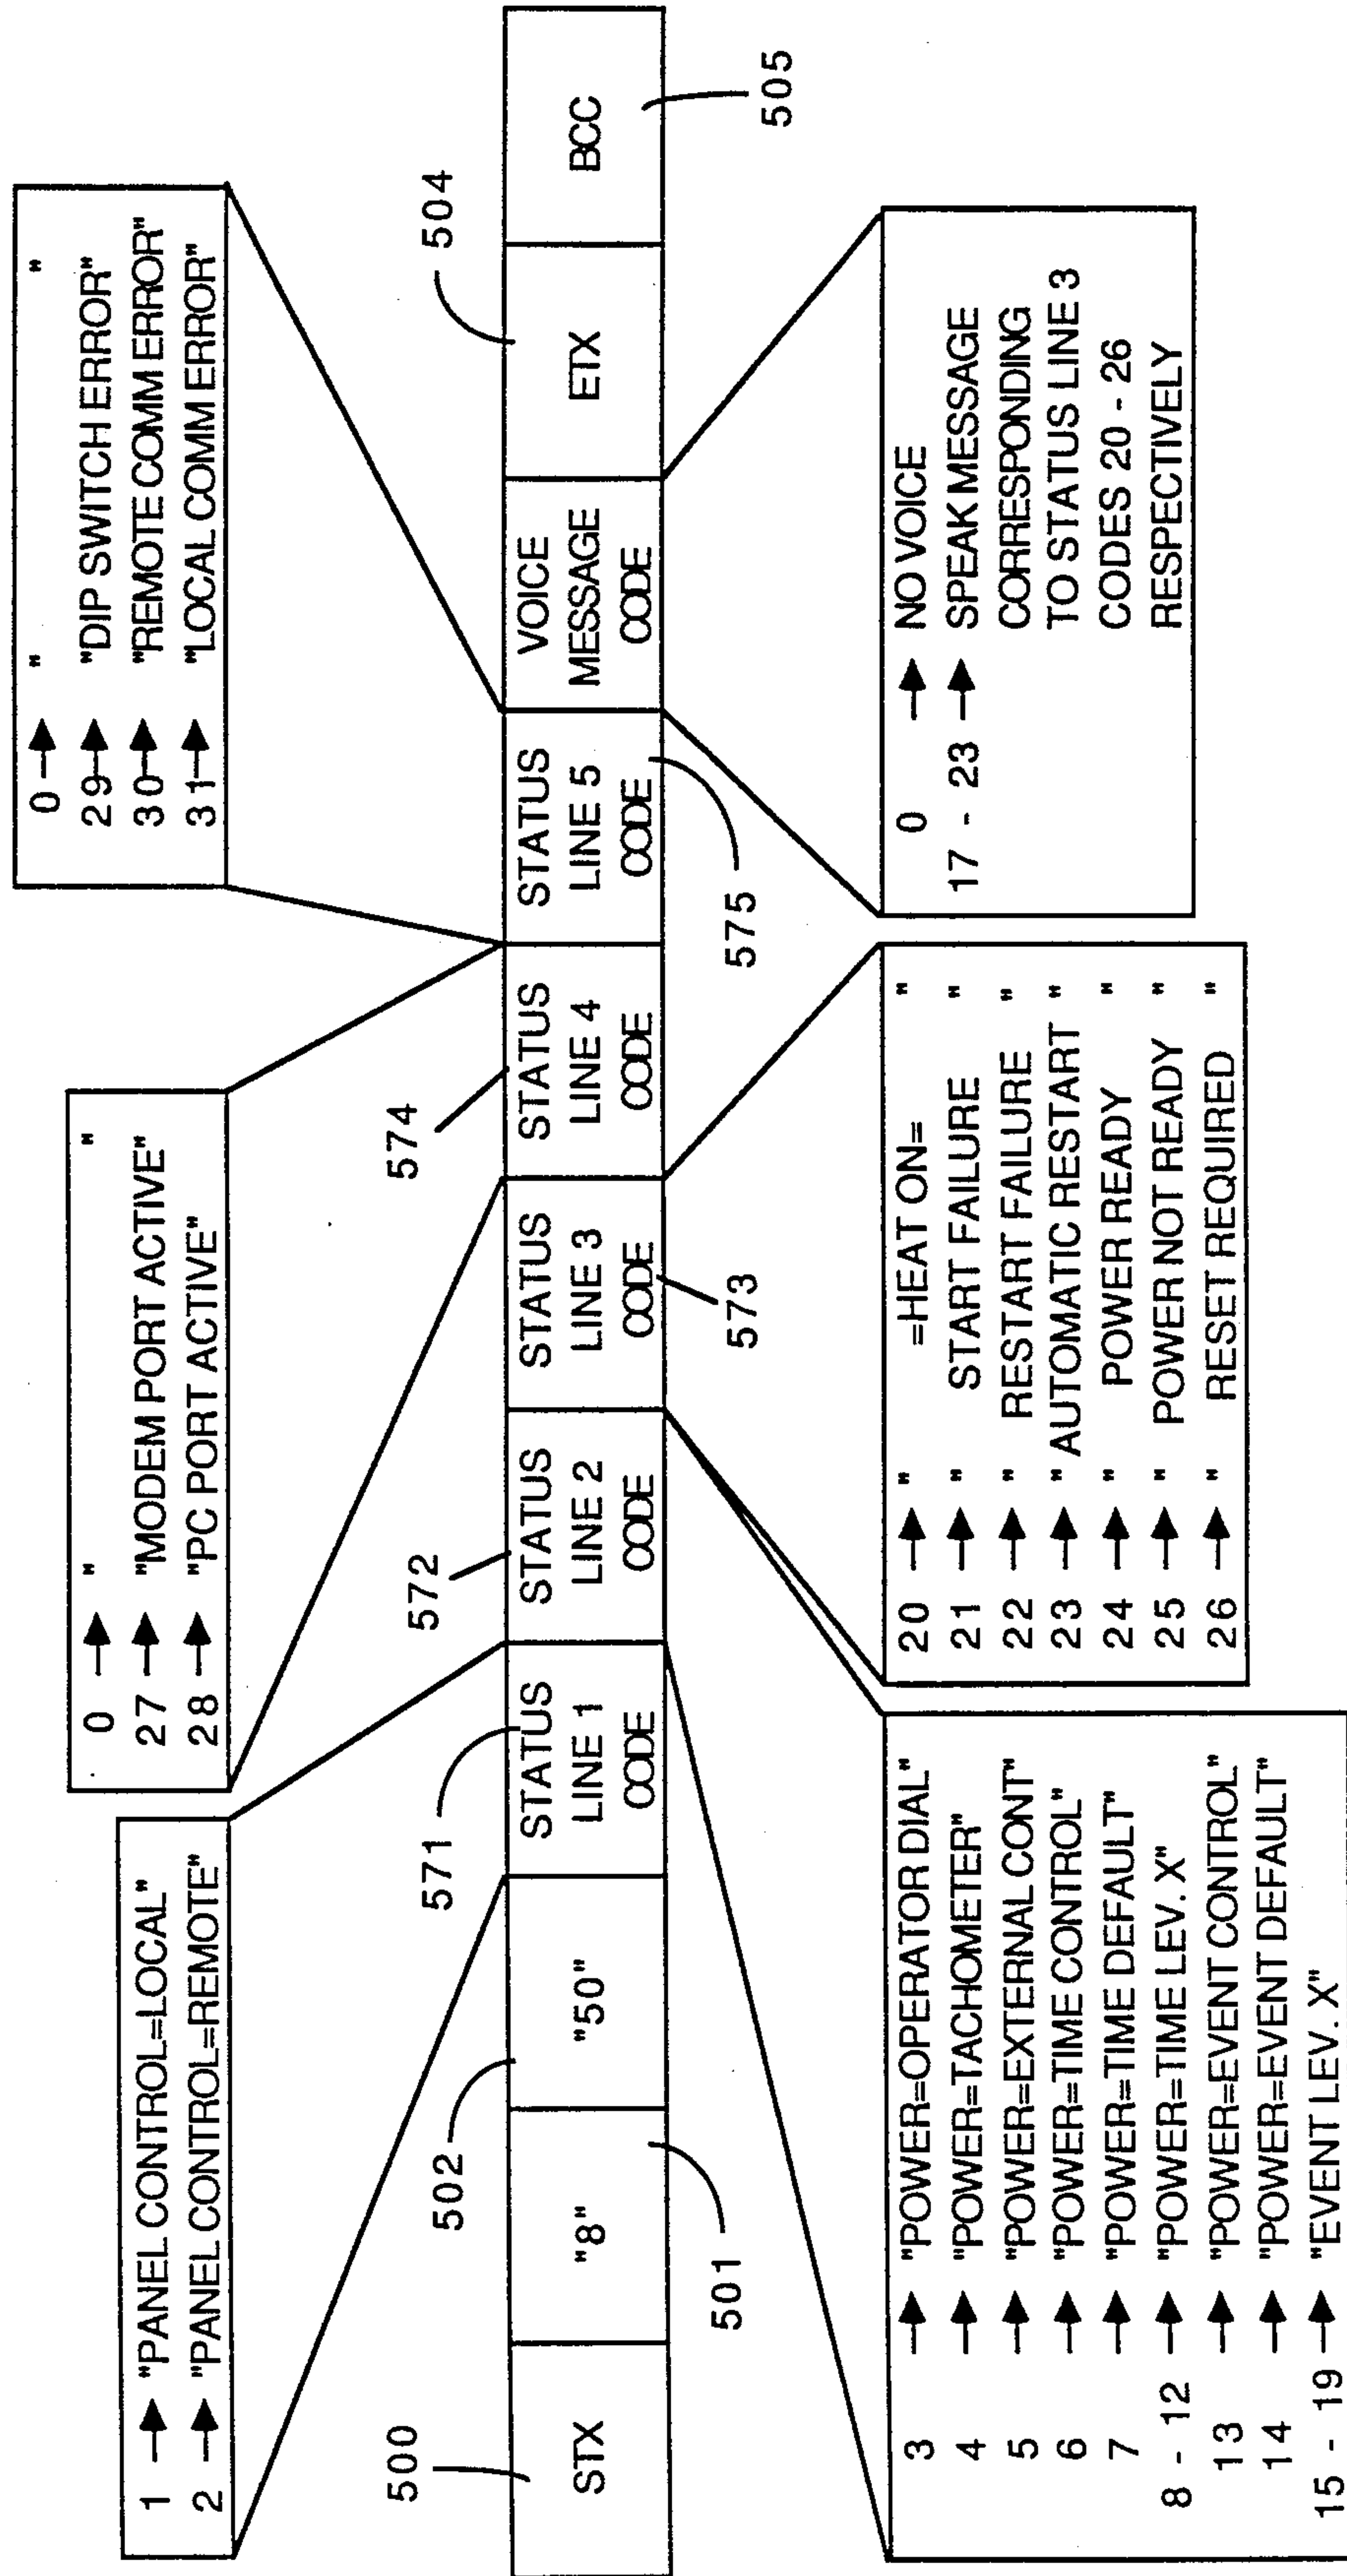 1 → "PANEL CONTROL=LOCAL"
2 → "PANEL CONTROL=REMOTE"
0 → " "
27 → "MODEM PORT ACTIVE"
28 → "PC PORT ACTIVE"
0 → " "
29 → "DIP SWITCH ERROR"
30 → "REMOTE COMM ERROR"
31 → "LOCAL COMM ERROR"
500
502
571
572
574
504
STX
"8"
"50"
STATUS
LINE 1
CODE
STATUS
LINE 2
CODE
STATUS
LINE 3
CODE
STATUS
LINE 4
CODE
STATUS
LINE 5
CODE
VOICE
MESSAGE
CODE
ETX
BCC
501
573
575
505
3 → "POWER=OPERATOR DIAL"
4 → "POWER=TACHOMETER"
5 → "POWER=EXTERNAL CONT"
6 → "POWER=TIME CONTROL"
7 → "POWER=TIME DEFAULT"
8 - 12 → "POWER=TIME LEV. X"
13 → "POWER=EVENT CONTROL"
14 → "POWER=EVENT DEFAULT"
15 - 19 → "EVENT LEV. X"
20 → " =HEAT ON= "
21 → " START FAILURE "
22 → " RESTART FAILURE "
23 → " AUTOMATIC RESTART "
24 → " POWER READY "
25 → " POWER NOT READY "
26 → " RESET REQUIRED "
0 → NO VOICE
17 - 23 → SPEAK MESSAGE
CORRESPONDING
TO STATUS LINE 3
CODES 20 - 26
RESPECTIVELY